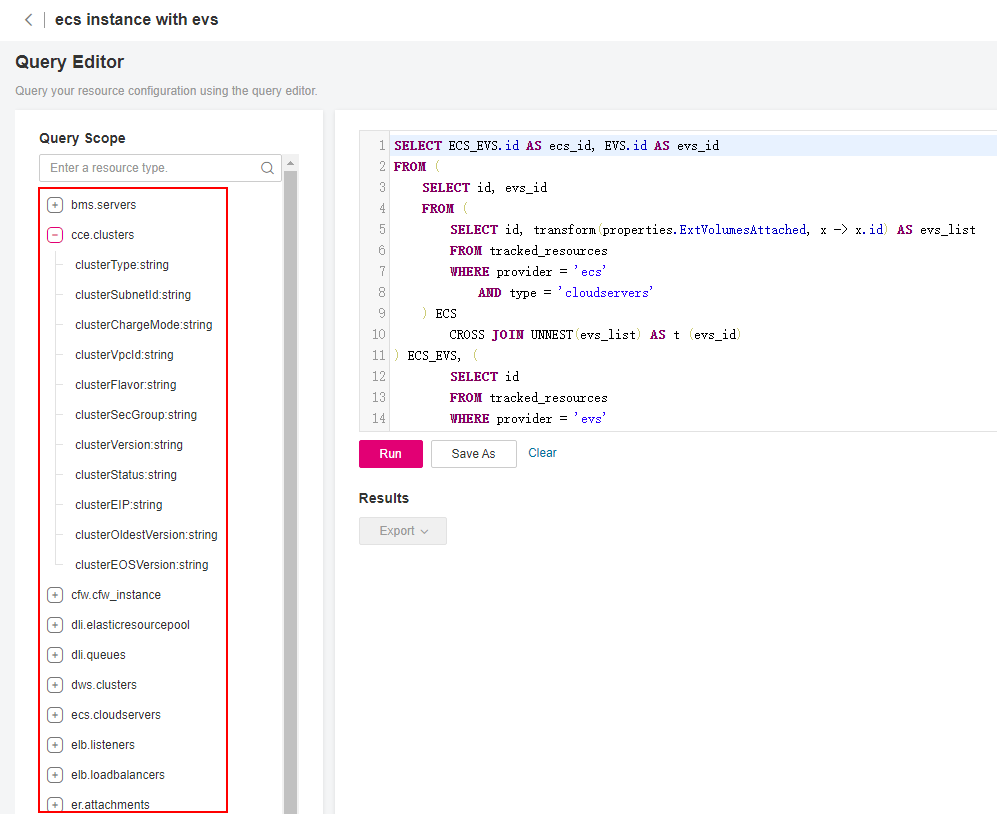 ecs instance with evs
Query Editor
Query your resource configuration using the query editor.
Query Scope
Enter a resource type.
bms.servers
cce.clusters
clusterType:string
clusterSubnetId:string
clusterChargeMode:string
clusterVpcId:string
clusterFlavor:string
clusterSecGroup:string
clusterVersion:string
clusterStatus:string
clusterEIP:string
clusterOldestVersion:string
clusterEOSVersion:string
cfw.cfw_instance
dli.elasticresourcepool
dli.queues
dws.clusters
ecs.cloudservers
elb.listeners
elb.loadbalancers
er.attachments
1 SELECT ECS_EVS.id AS ecs_id, EVS.id AS evs_id
2 FROM (
3 SELECT id, evs_id
4 FROM (
5 SELECT id, transform(properties.ExtVolumesAttached, x -> x.id) AS evs_list
6 FROM tracked_resources
7 WHERE provider = 'ecs'
8 AND type = 'cloudservers'
9 ) ECS
10 CROSS JOIN UNNEST(evs_list) AS t (evs_id)
11 ) ECS_EVS, (
12 SELECT id
13 FROM tracked_resources
14 WHERE provider = 'evs'
Run Save As Clear
Results
Export